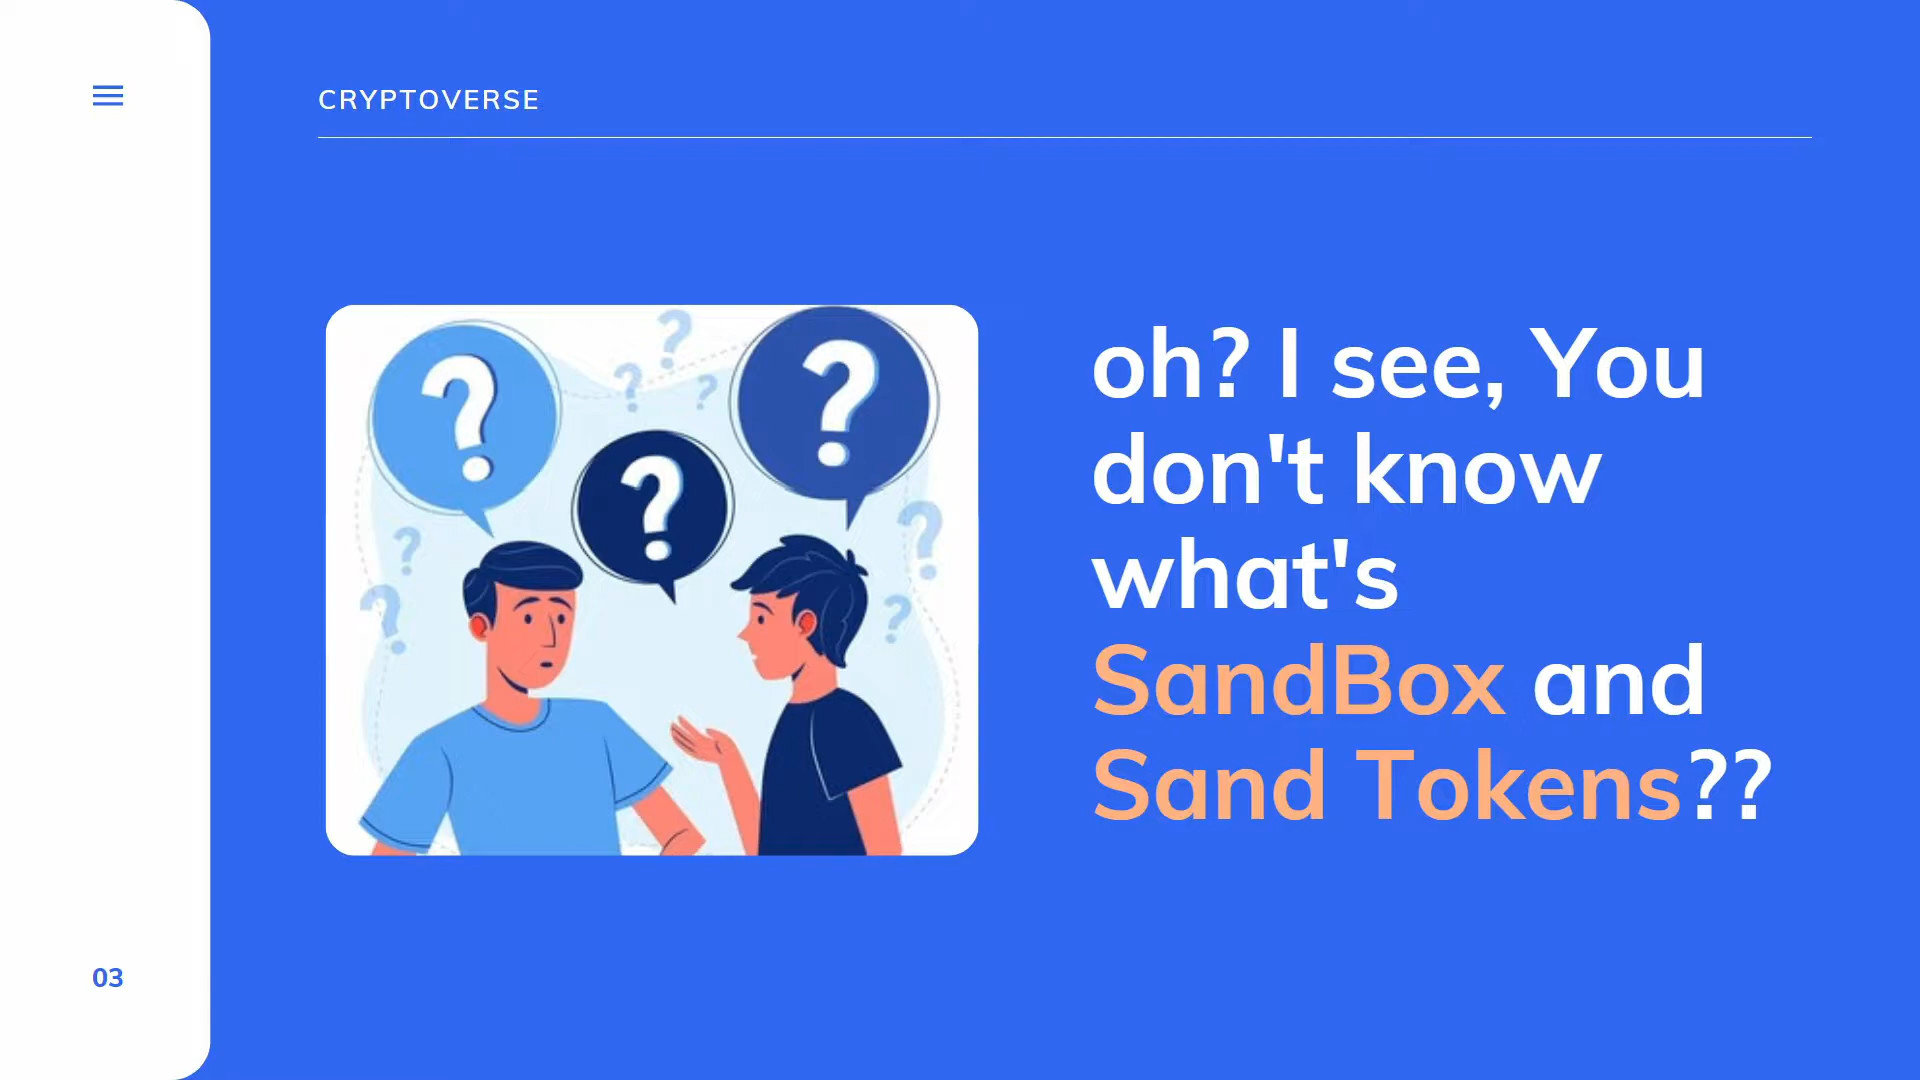 CRYPTOVERSE
? ? ? ? ? ?
? ? ? ? ?
oh? I see, You
don't know
what's
SandBox and
Sand Tokens??
03